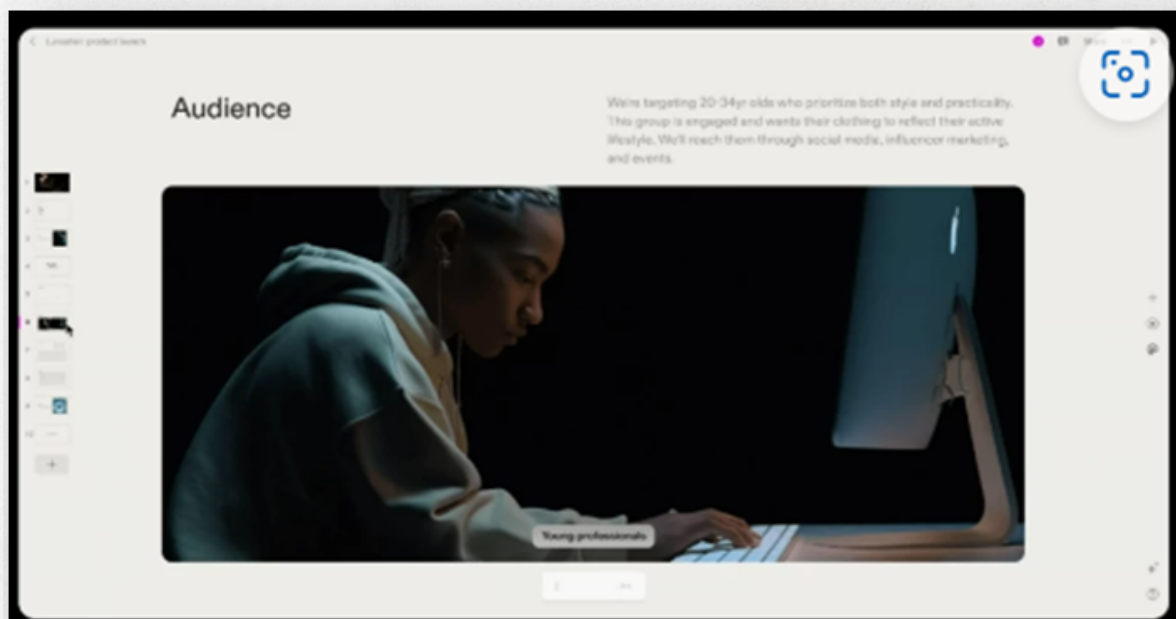 product launch
Audience
We're targeting 20-34yr olds who prioritize both style and practicality.
This group is engaged and wants their clothing to reflect their active
lifestyle. We'll reach them through social media, influencer marketing,
and events.
Young professionals